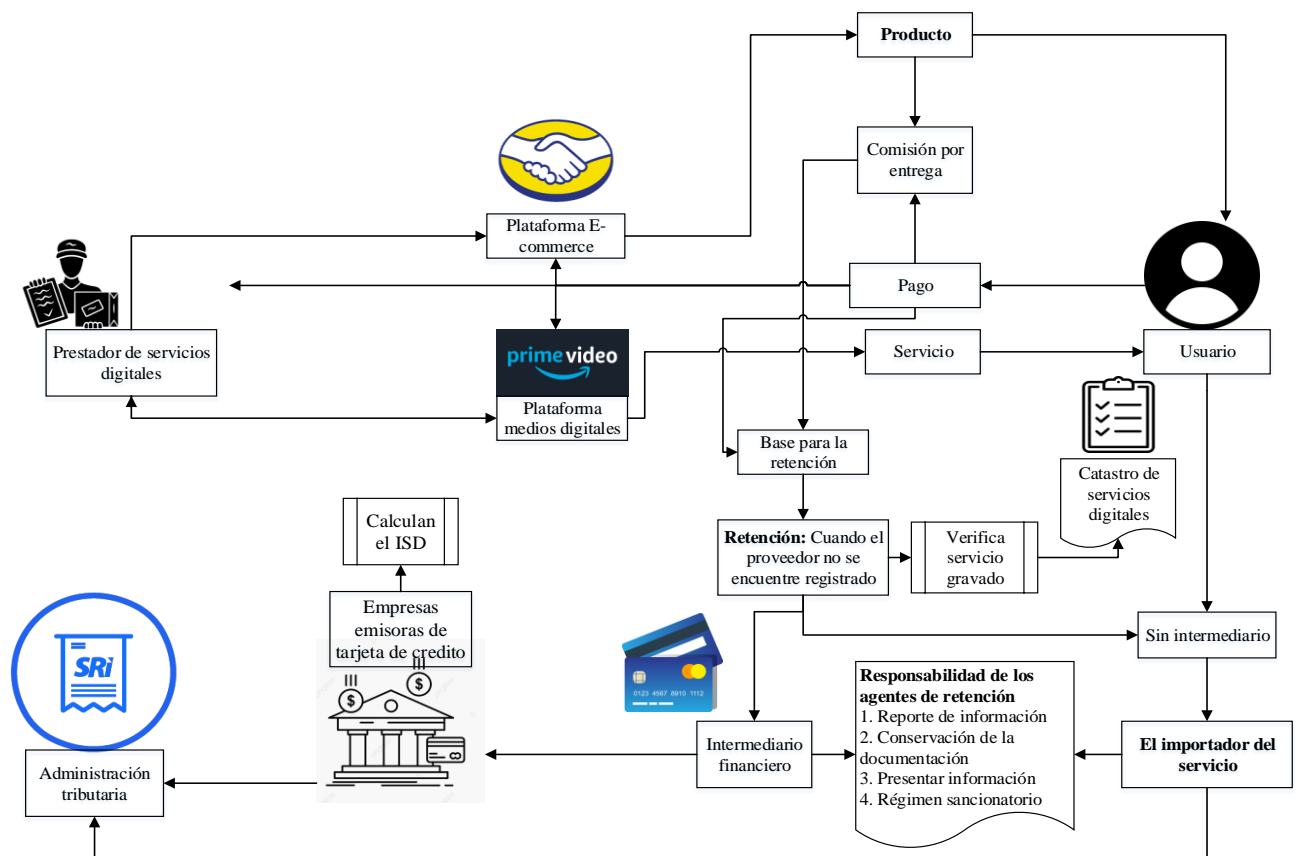 Producto
Comisión por
entrega
Plataforma E-
commerce
Pago
prime video
Prestador de servicios
digitales
Servicio
Usuario
Plataforma
medios digitales
Base para la
retención
Catastro de
servicios
digitales
Calculan
el ISD
Retención: Cuando el
proveedor no se
encuentre registrado
Verifica
servicio
gravado
Empresas
emisoras de
tarjeta de credito
Sin intermediario
SRi
$
$
0123 4567 8910 1112
Responsabilidad de los
agentes de retención
1. Reporte de información
2. Conservación de la
documentación
3. Presentar información
4. Régimen sancionatorio
Intermediario
financiero
El importador del
servicio
Administración
tributaria